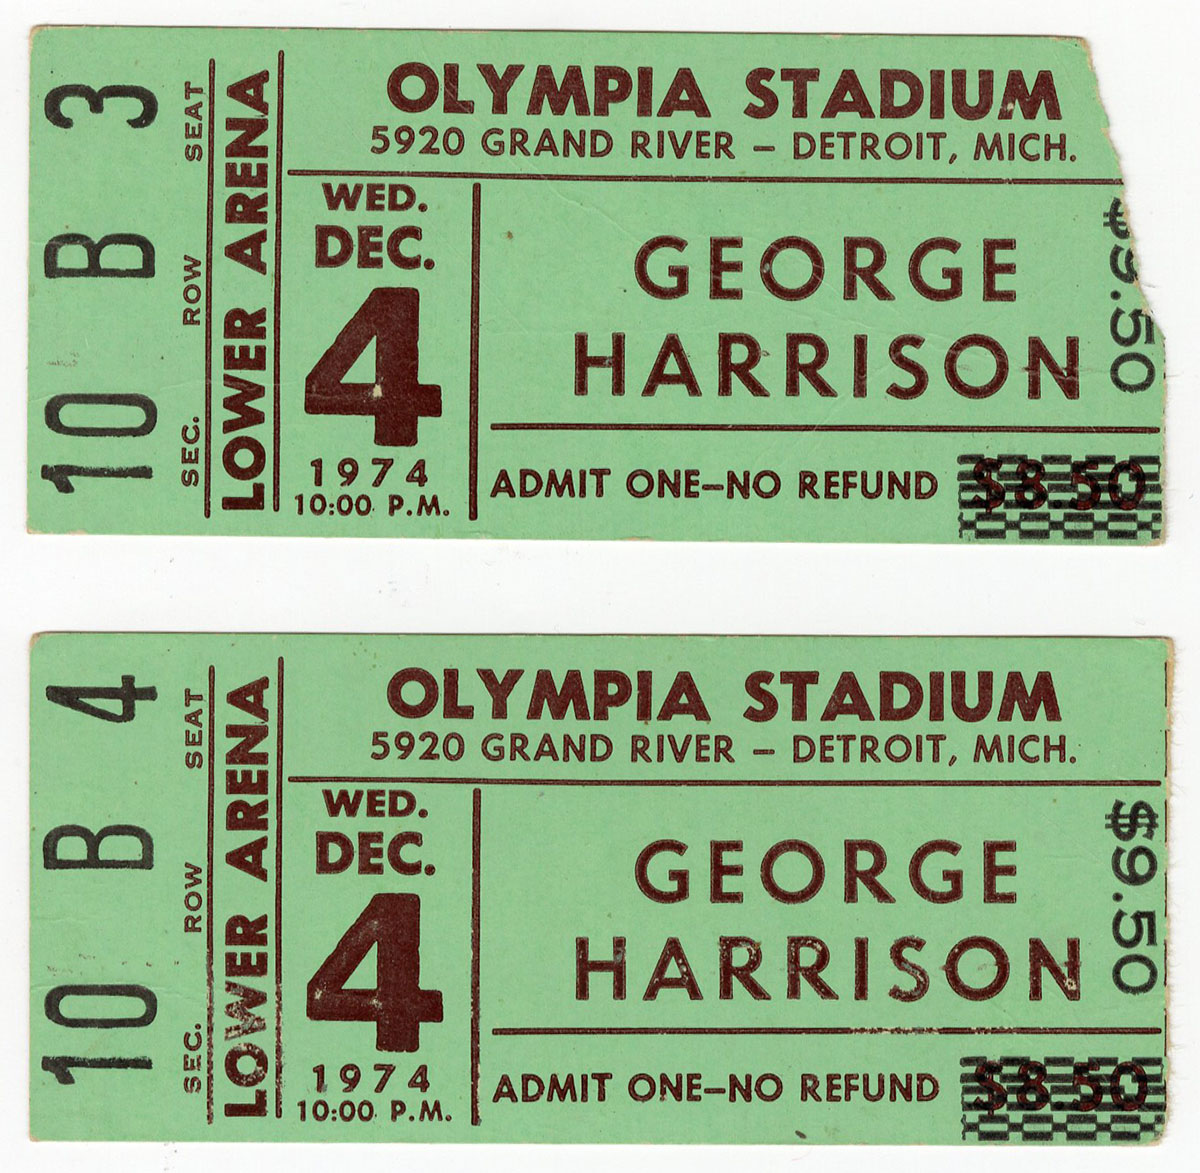 3
SEAT
B
ROW
10
SEC.
LOWER ARENA
OLYMPIA STADIUM
5920 GRAND RIVER – DETROIT, MICH.
WED.
DEC.
4
1974
10:00 P.M.
GEORGE
HARRISON
$9.50
ADMIT ONE–NO REFUND
$8.50
4
SEAT
B
ROW
10
SEC.
LOWER ARENA
OLYMPIA STADIUM
5920 GRAND RIVER – DETROIT, MICH.
WED.
DEC.
4
1974
10:00 P.M.
GEORGE
HARRISON
$9.50
ADMIT ONE–NO REFUND
$8.50